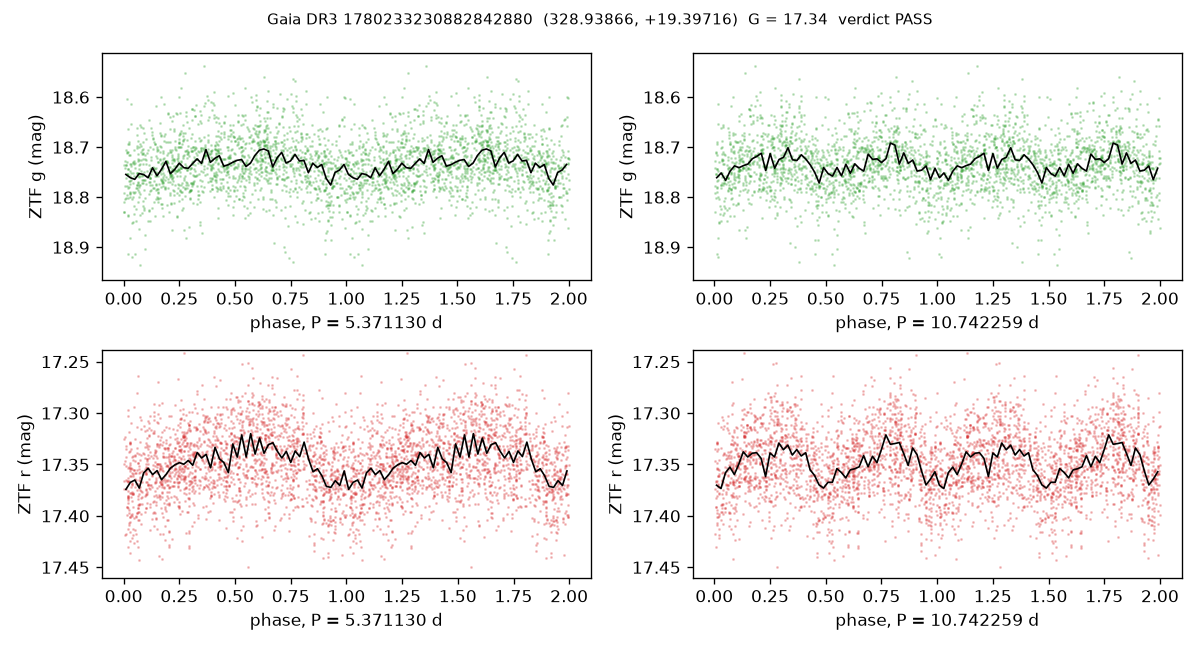 Gaia DR3 1780233230882842880 (328.93866, +19.39716) G = 17.34 verdict PASS
ZTF g (mag)
18.6
18.7
18.8
18.9
0.00 0.25 0.50 0.75 1.00 1.25 1.50 1.75 2.00
phase, P = 5.371130 d
ZTF g (mag)
18.6
18.7
18.8
18.9
0.00 0.25 0.50 0.75 1.00 1.25 1.50 1.75 2.00
phase, P = 10.742259 d
ZTF r (mag)
17.25
17.30
17.35
17.40
17.45
0.00 0.25 0.50 0.75 1.00 1.25 1.50 1.75 2.00
phase, P = 5.371130 d
ZTF r (mag)
17.25
17.30
17.35
17.40
17.45
0.00 0.25 0.50 0.75 1.00 1.25 1.50 1.75 2.00
phase, P = 10.742259 d